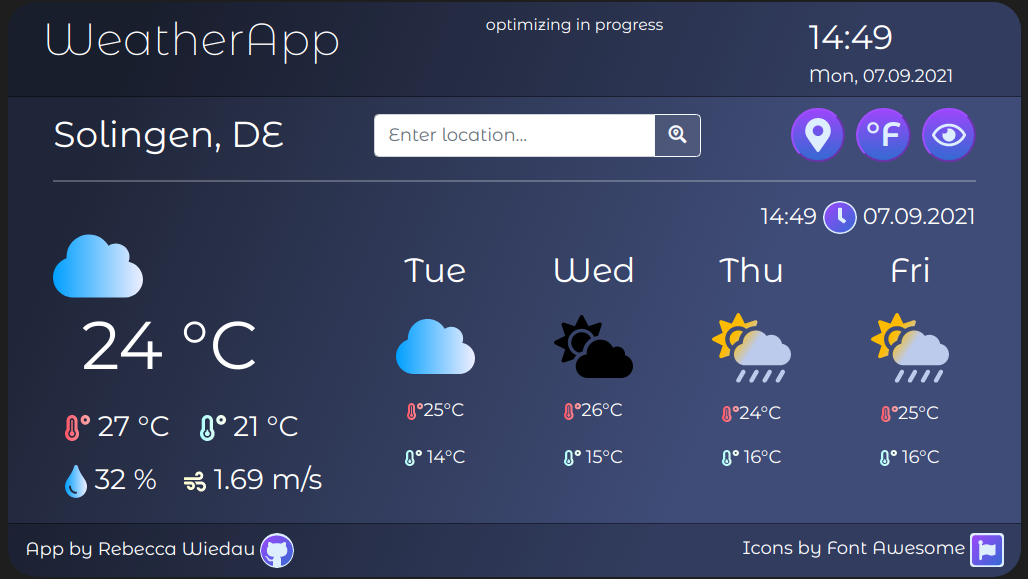 WeatherApp
optimizing in progress
14:49
Mon, 07.09.2021
Solingen, DE
Enter location...
°F
14:49 07.09.2021
Tue Wed Thu Fri
24 °C
25°C 26°C 24°C 25°C
27 °C 21 °C
14°C 15°C 16°C 16°C
32 % 1.69 m/s
App by Rebecca Wiedau
Icons by Font Awesome